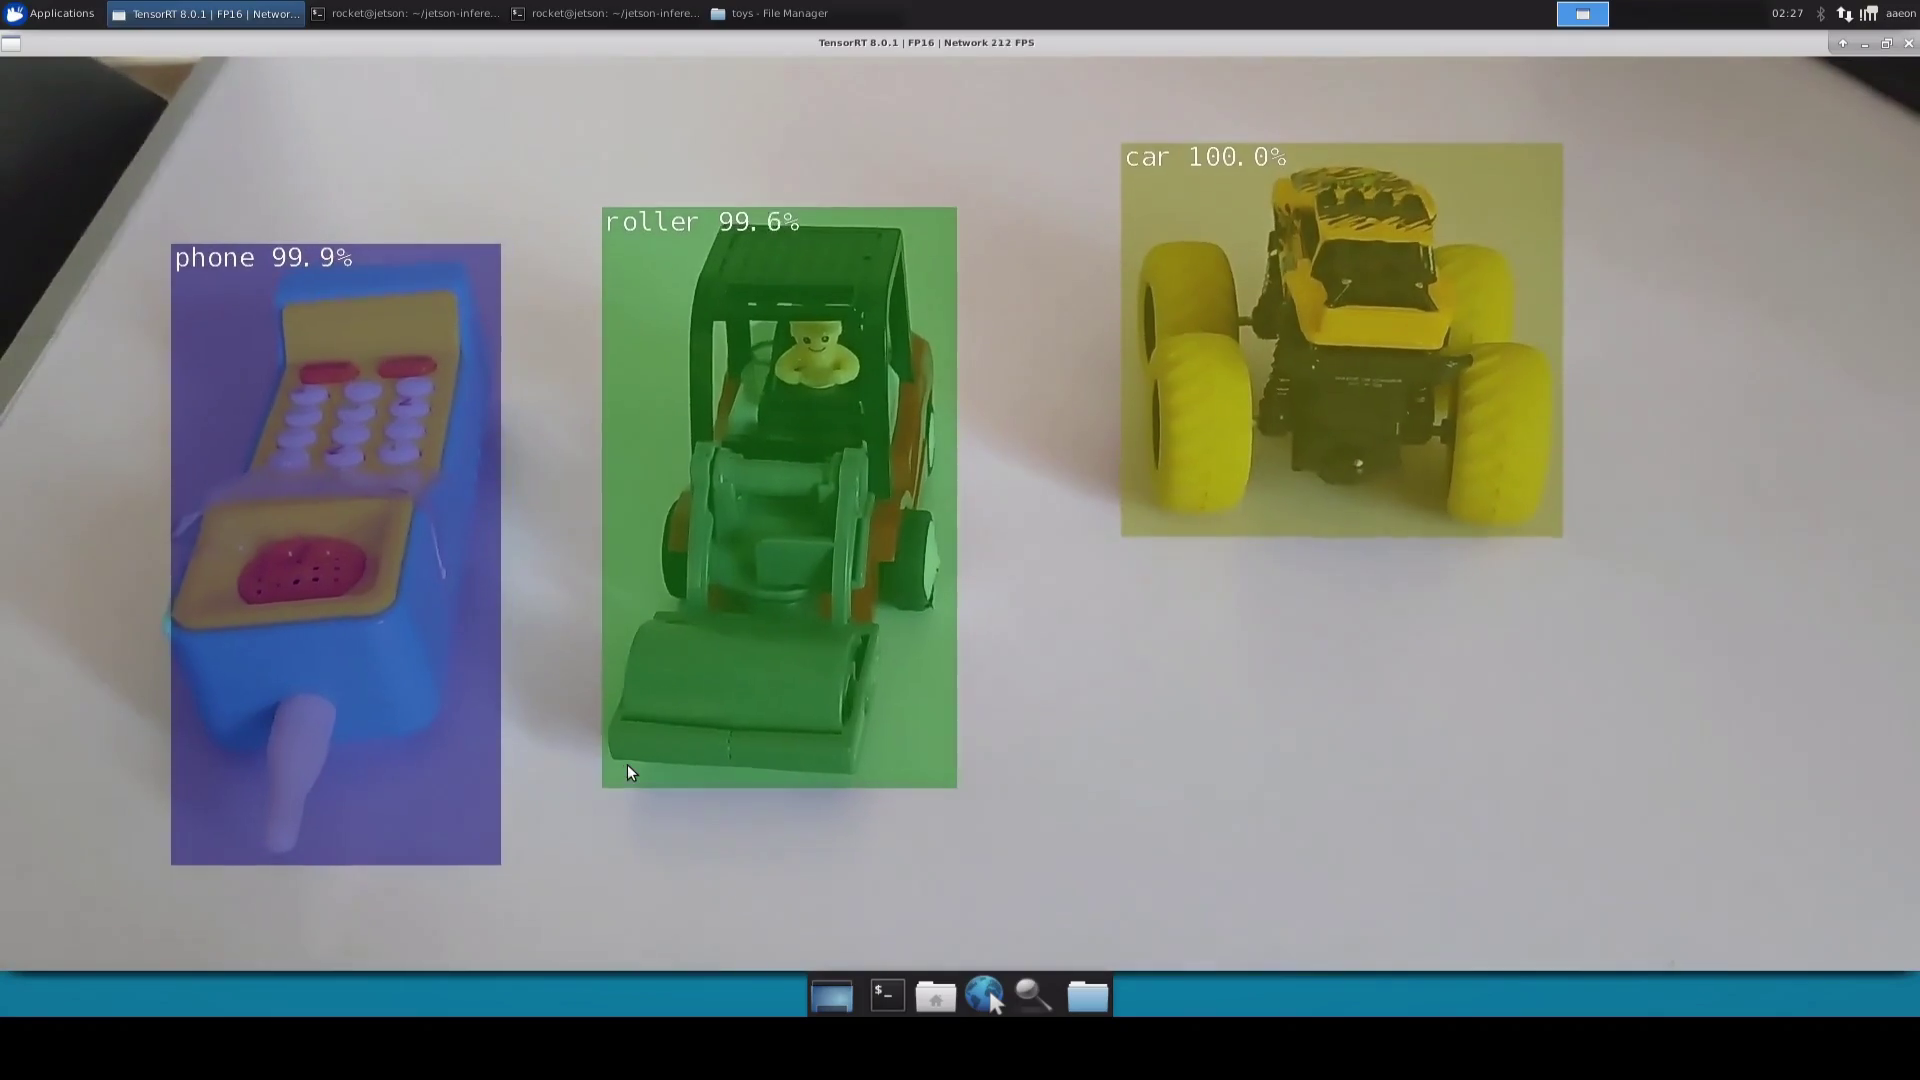 Applications
TensorRT 8.0.1 | FP16 | Networ...
rocket@jetson: ~/jetson-infere...
rocket@jetson: ~/jetson-infere...
toys - File Manager
02:27
aaeon
TensorRT 8.0.1 | FP16 | Network 212 FPS
car 100.0%
roller 99.6%
phone 99.9%
$_